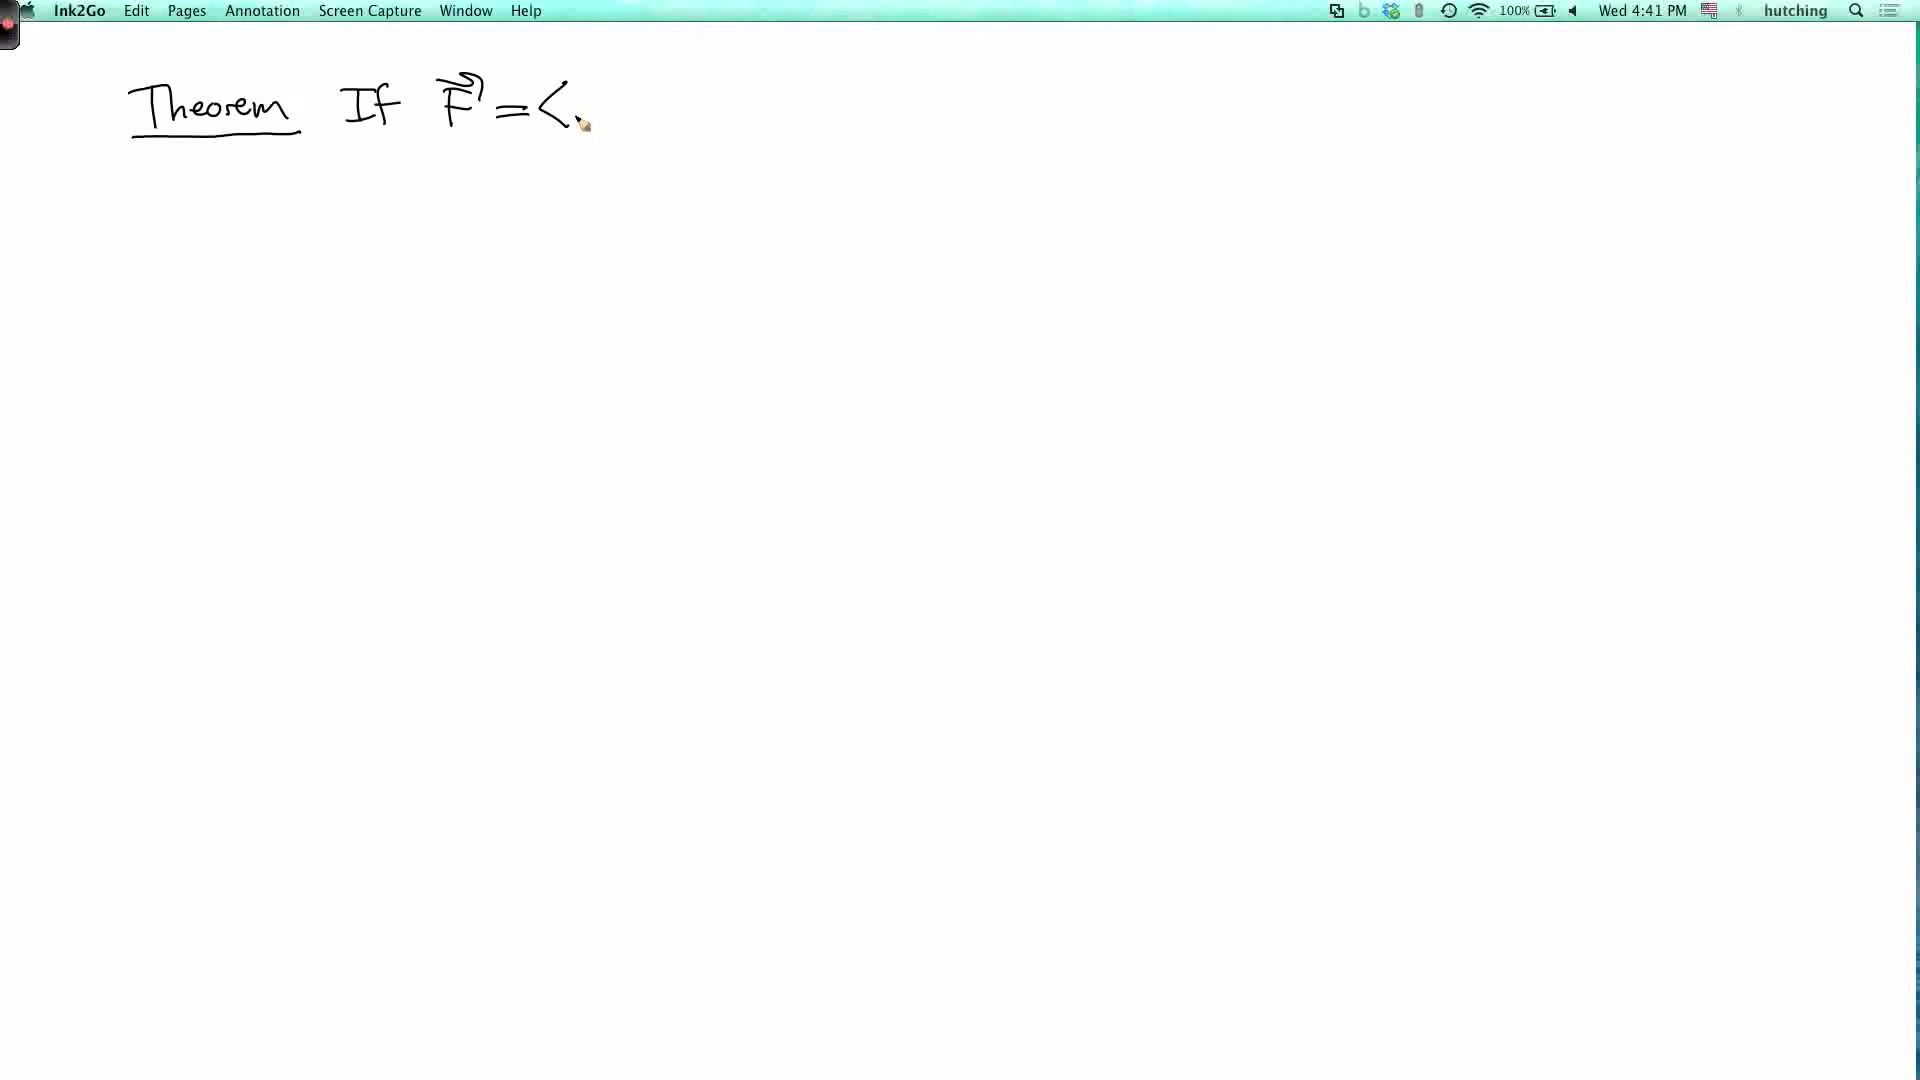 Ink2Go Edit Pages Annotation Screen Capture Window Help 100% Wed 4:41 PM hutching
Theorem If F⃗ = <